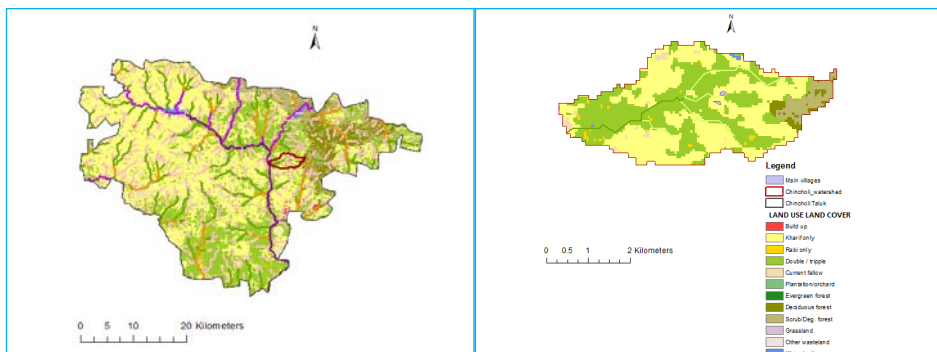 N
0 5 10 20 Kilometers
N
Legend
Main villages
Chincholi_watershed
Chincholi Taluk
LAND USE LAND COVER
Build up
Kharif only
Rabi only
Double / tripple
Current fallow
Plantation/orchard
Evergreen forest
Deciduous forest
Scrub/Deg. forest
Grassland
Other wasteland
0 0.5 1 2 Kilometers